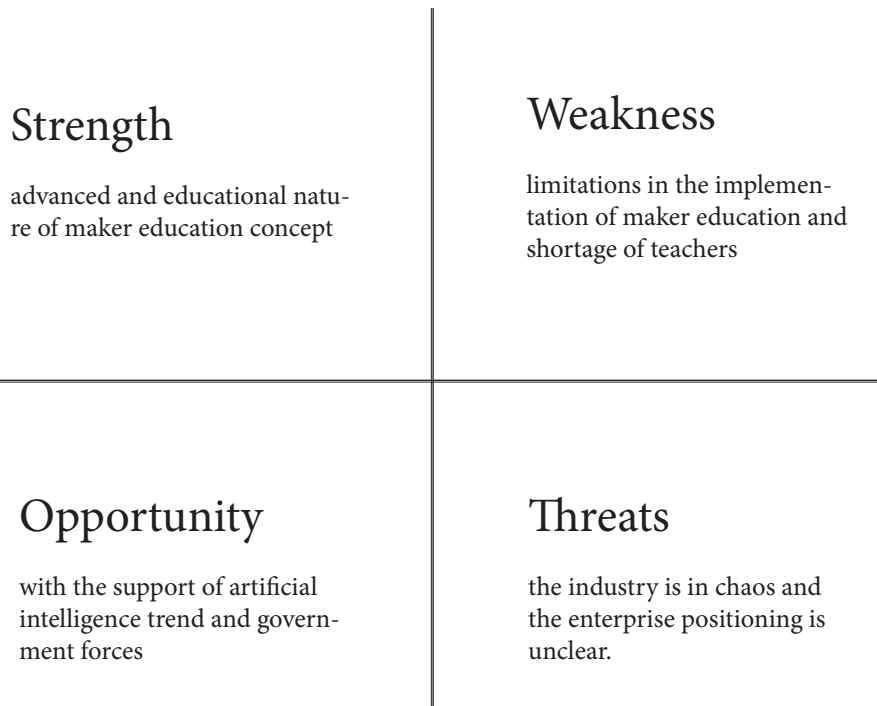 Strength
advanced and educational natu-
re of maker education concept
Weakness
limitations in the implemen-
tation of maker education and
shortage of teachers
Opportunity
with the support of artificial
intelligence trend and govern-
ment forces
Threats
the industry is in chaos and
the enterprise positioning is
unclear.